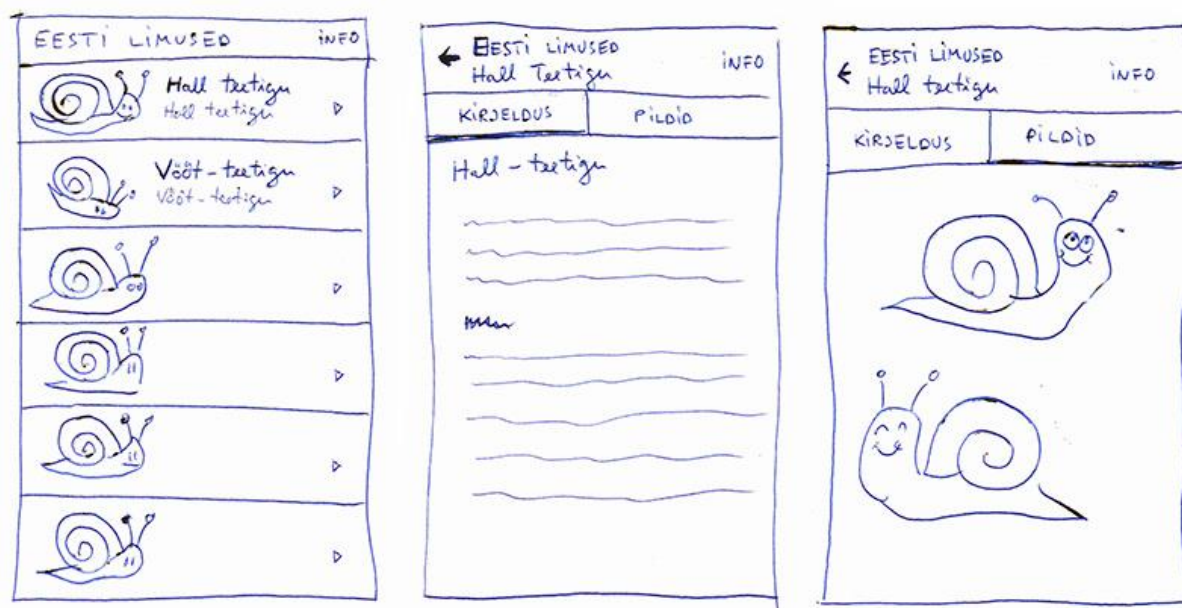 EESTI LIMUSED
INFO
Hall teetigu
Hall teetigu
Vööt-teetigu
Vööt-teetigu
EESTI LIMUSED
Hall Teetigu
INFO
KIRJELDUS
PILDID
Hall-teetigu
EESTI LIMUSED
Hall teetigu
INFO
KIRJELDUS
PILDID